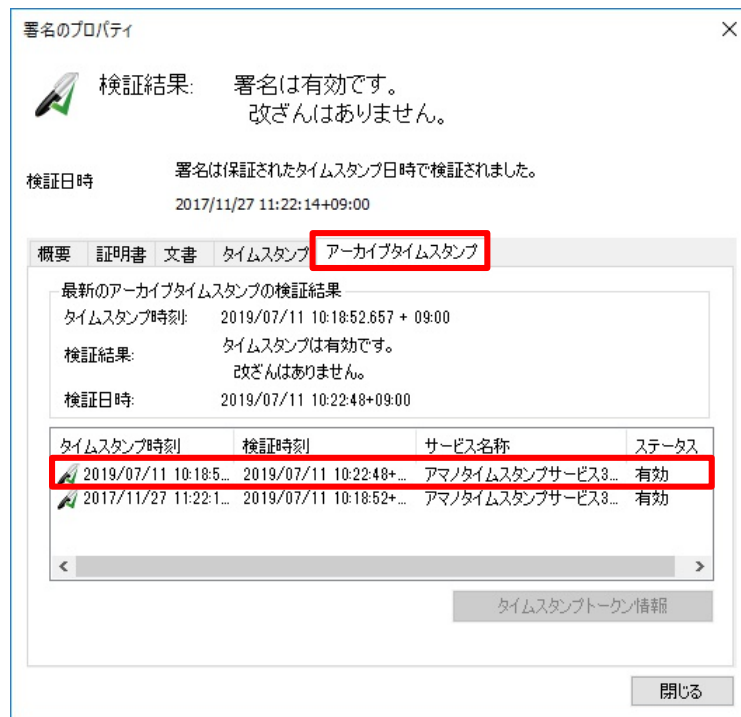 署名のプロパティ
検証結果: 署名は有効です。
改ざんはありません。
検証日時 署名は保証されたタイムスタンプ日時で検証されました。
2017/11/27 11:22:14+09:00
概要 証明書 文書 タイムスタンプ アーカイブタイムスタンプ
最新のアーカイブタイムスタンプの検証結果
タイムスタンプ時刻: 2019/07/11 10:18:52.657 + 09:00
検証結果: タイムスタンプは有効です。
改ざんはありません。
検証日時: 2019/07/11 10:22:48+09:00
タイムスタンプ時刻 検証時刻 サービス名称 ステータス
2019/07/11 10:18:5... 2019/07/11 10:22:48+... アマノタイムスタンプサービス3... 有効
2017/11/27 11:22:1... 2019/07/11 10:18:52+... アマノタイムスタンプサービス3... 有効
タイムスタンプトークン情報
閉じる